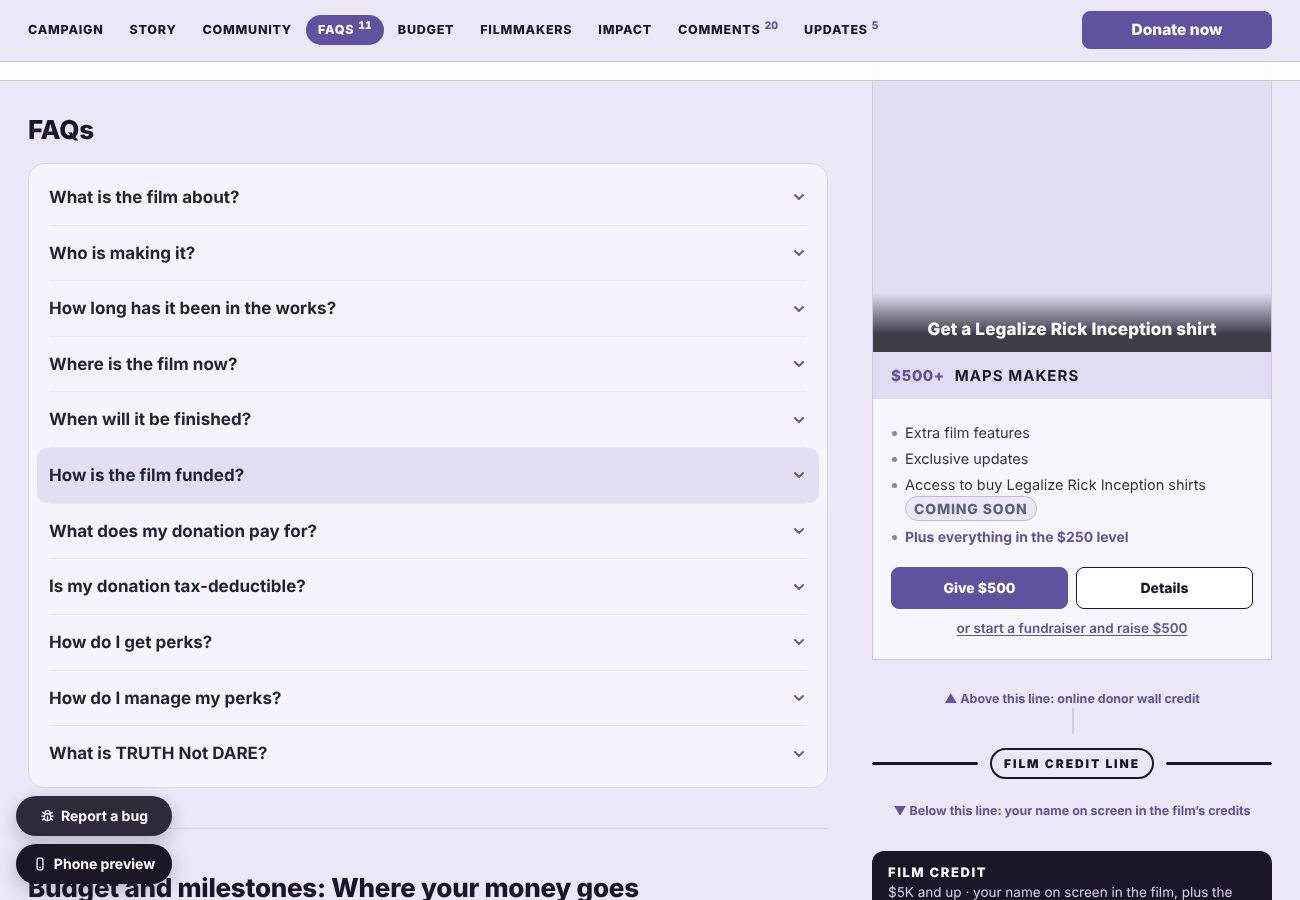 CAMPAIGN STORY COMMUNITY FAQS 11 BUDGET FILMMAKERS IMPACT COMMENTS 20 UPDATES 5 Donate now
FAQs
What is the film about?
Who is making it?
How long has it been in the works?
Where is the film now?
When will it be finished?
How is the film funded?
What does my donation pay for?
Is my donation tax-deductible?
How do I get perks?
How do I manage my perks?
What is TRUTH Not DARE?
Report a bug
Phone preview
Budget and milestones: Where your money goes
Get a Legalize Rick Inception shirt
$500+ MAPS MAKERS
Extra film features
Exclusive updates
Access to buy Legalize Rick Inception shirts
COMING SOON
Plus everything in the $250 level
Give $500 Details
or start a fundraiser and raise $500
▲ Above this line: online donor wall credit
FILM CREDIT LINE
▼ Below this line: your name on screen in the film’s credits
FILM CREDIT
$5K and up · your name on screen in the film, plus the